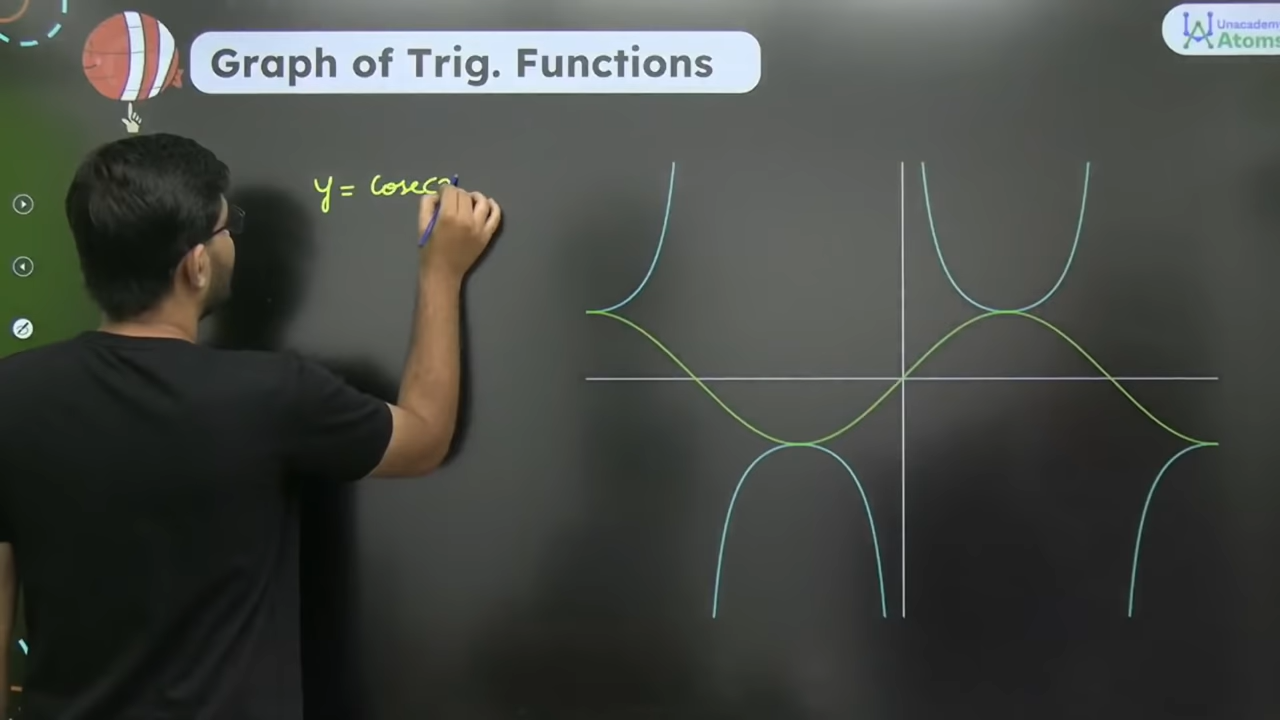 Graph of Trig. Functions
Unacademy
Atoms
y = cosec